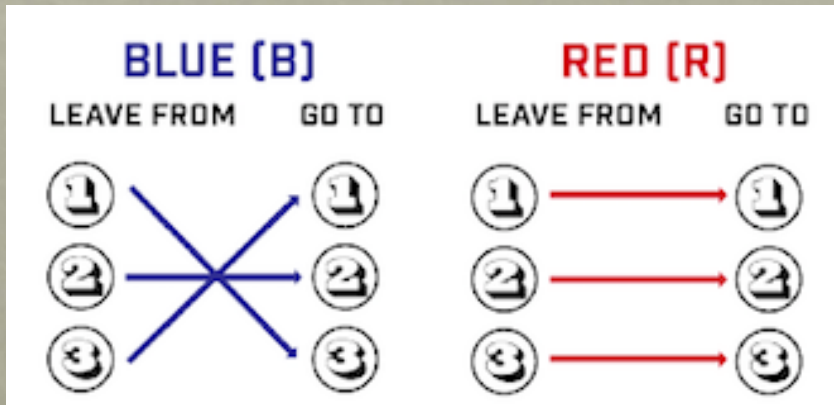 BLUE (B) RED (R)
LEAVE FROM GO TO LEAVE FROM GO TO
1 1 1 1
2 2 2 2
3 3 3 3